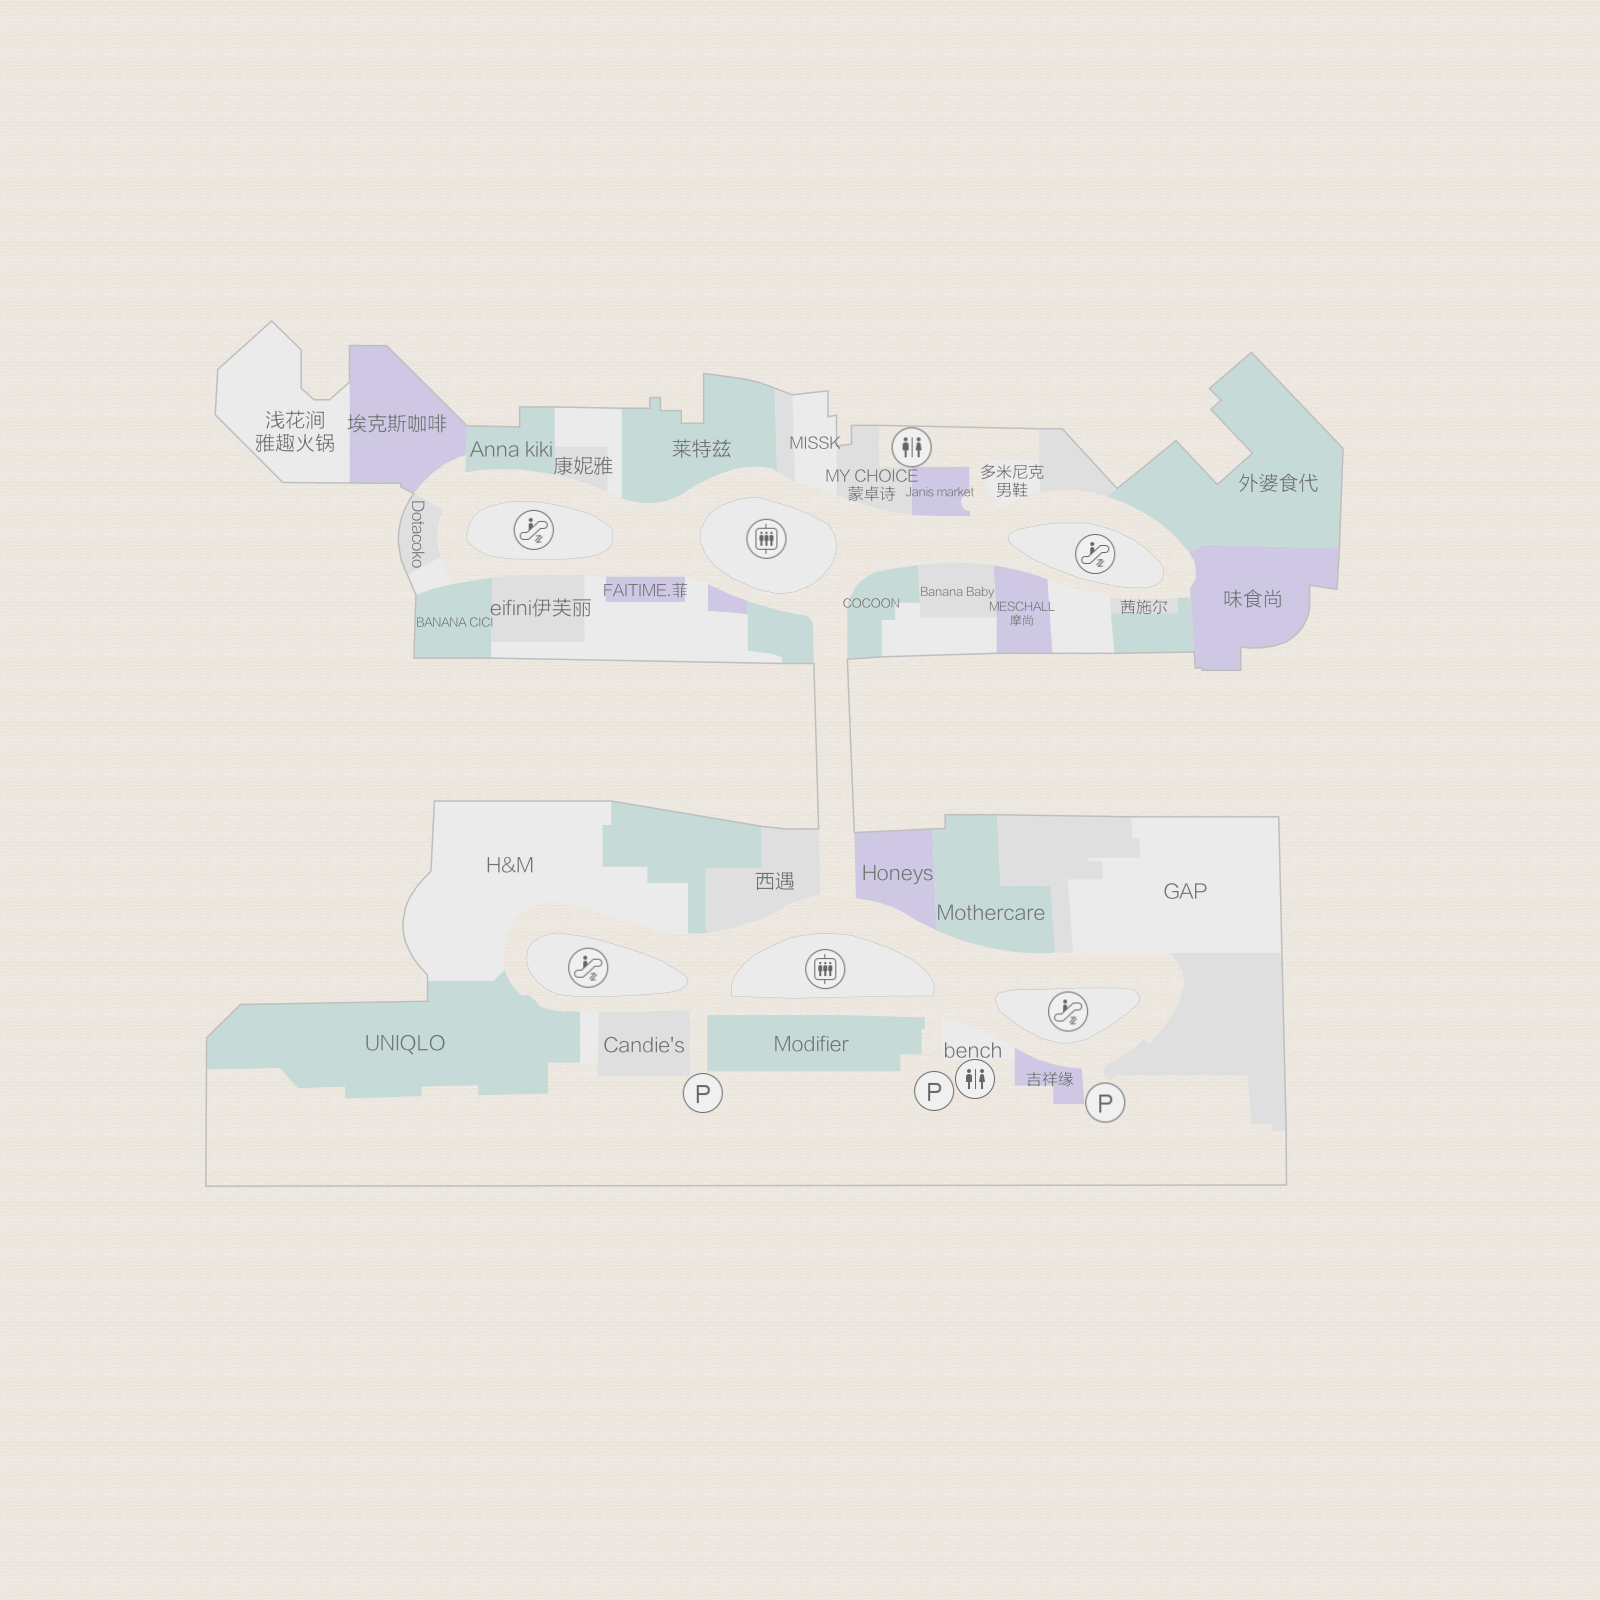 浅花涧
雅趣火锅
埃克斯咖啡
Anna kiki
康妮雅
莱特兹
MISSK
MY CHOICE
蒙卓诗
Janis market
多米尼克
男鞋
外婆食代
Dotacoko
BANANA CICI
eifini伊芙丽
FAITIME.菲
COCOON
Banana Baby
MESCHALL
摩尚
茜施尔
味食尚
H&M
西遇
Honeys
Mothercare
GAP
UNIQLO
Candie's
Modifier
bench
吉祥缘
P
P
P